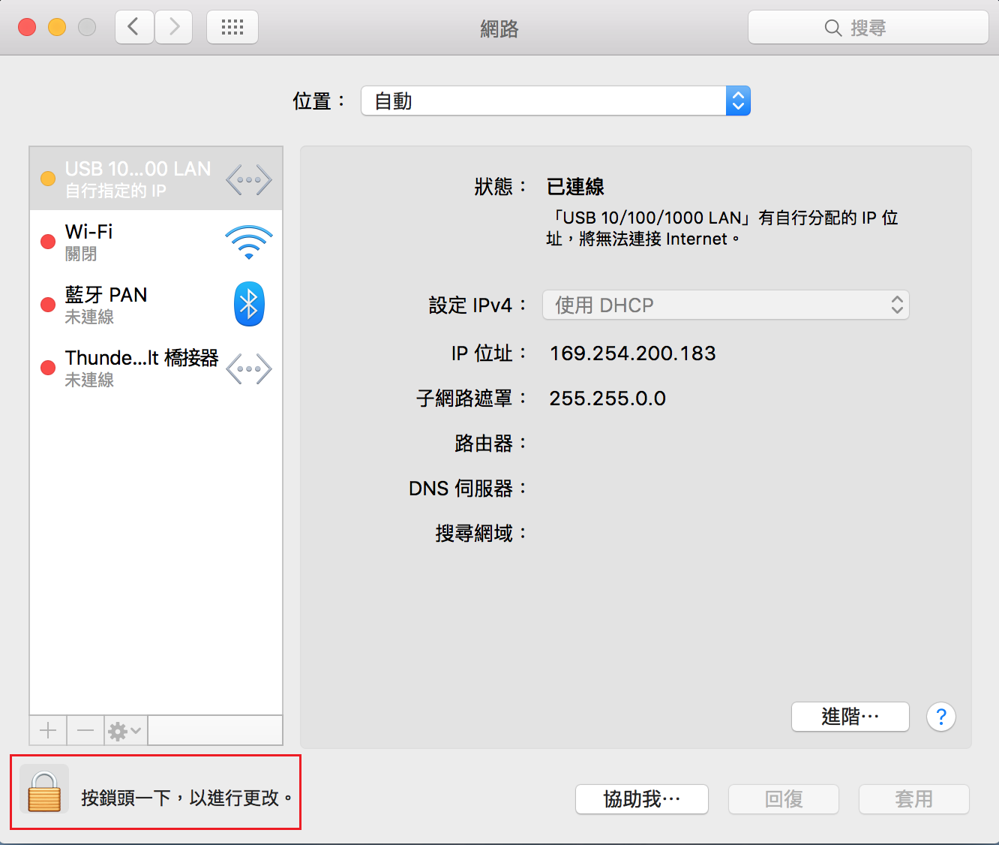 網路
搜尋
位置：
自動
USB 10...00 LAN
自行指定的 IP
Wi-Fi
關閉
藍牙 PAN
未連線
Thunde...lt 橋接器
未連線
狀態：
已連線
「USB 10/100/1000 LAN」有自行分配的 IP 位
址，將無法連接 Internet。
設定 IPv4：
使用 DHCP
IP 位址：
169.254.200.183
子網路遮罩：
255.255.0.0
路由器：
DNS 伺服器：
搜尋網域：
進階⋯
?
按鎖頭一下，以進行更改。
協助我⋯
回復
套用